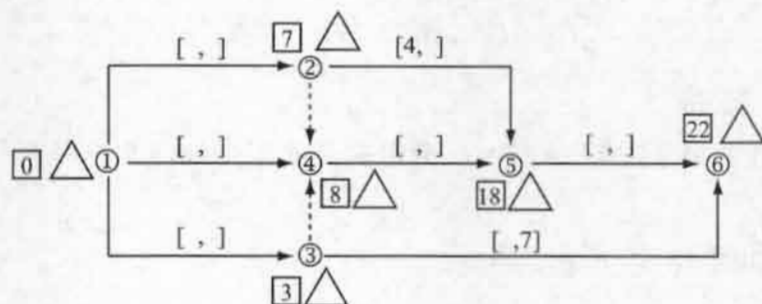 7
[ , ] ② [4, ]
22
0 ① [ , ] ④ [ , ] ⑤ [ , ] ⑥
8 18
[ , ] ③ [ ,7]
3